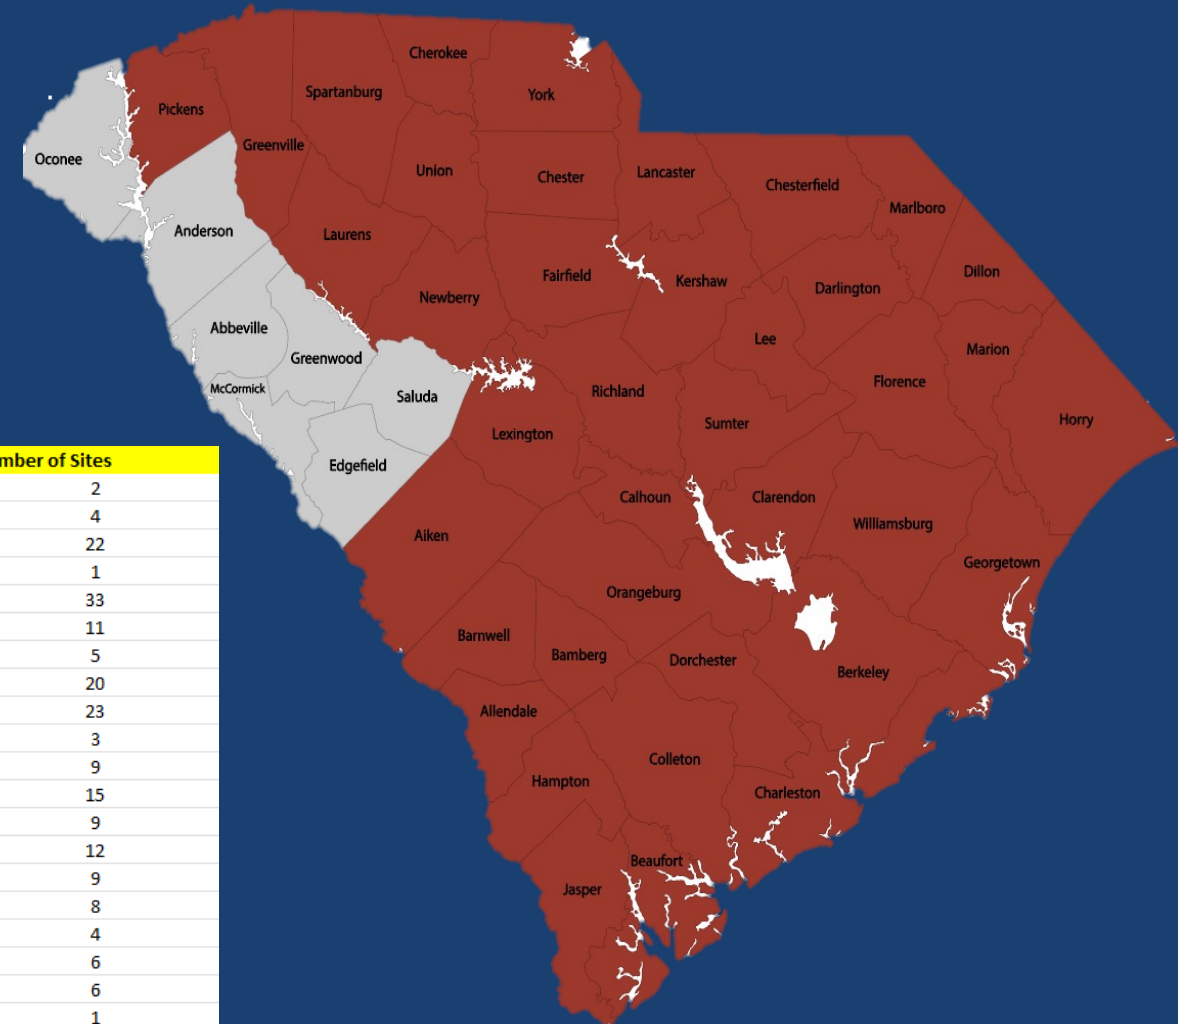 Cherokee
Spartanburg
York
Pickens
Greenville
Oconee
Union
Chester
Lancaster
Chesterfield
Marlboro
Anderson
Laurens
Fairfield
Kershaw
Dillon
Darlington
Newberry
Abbeville
Greenwood
Lee
Marion
McCormick
Saluda
Richland
Florence
Horry
Sumter
Lexington
Edgefield
Calhoun
Clarendon
Williamsburg
Aiken
Georgetown
Orangeburg
Barnwell
Bamberg
Dorchester
Berkeley
Allendale
Colleton
Hampton
Charleston
Beaufort
Jasper
mber of Sites
2
4
22
1
33
11
5
20
23
3
9
15
9
12
9
8
4
6
6
1